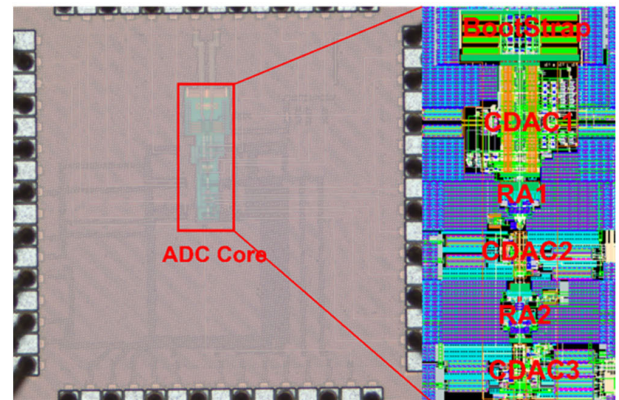 BootStrap
CDAC1
RA1
CDAC2
ADC Core
RA2
CDAC3